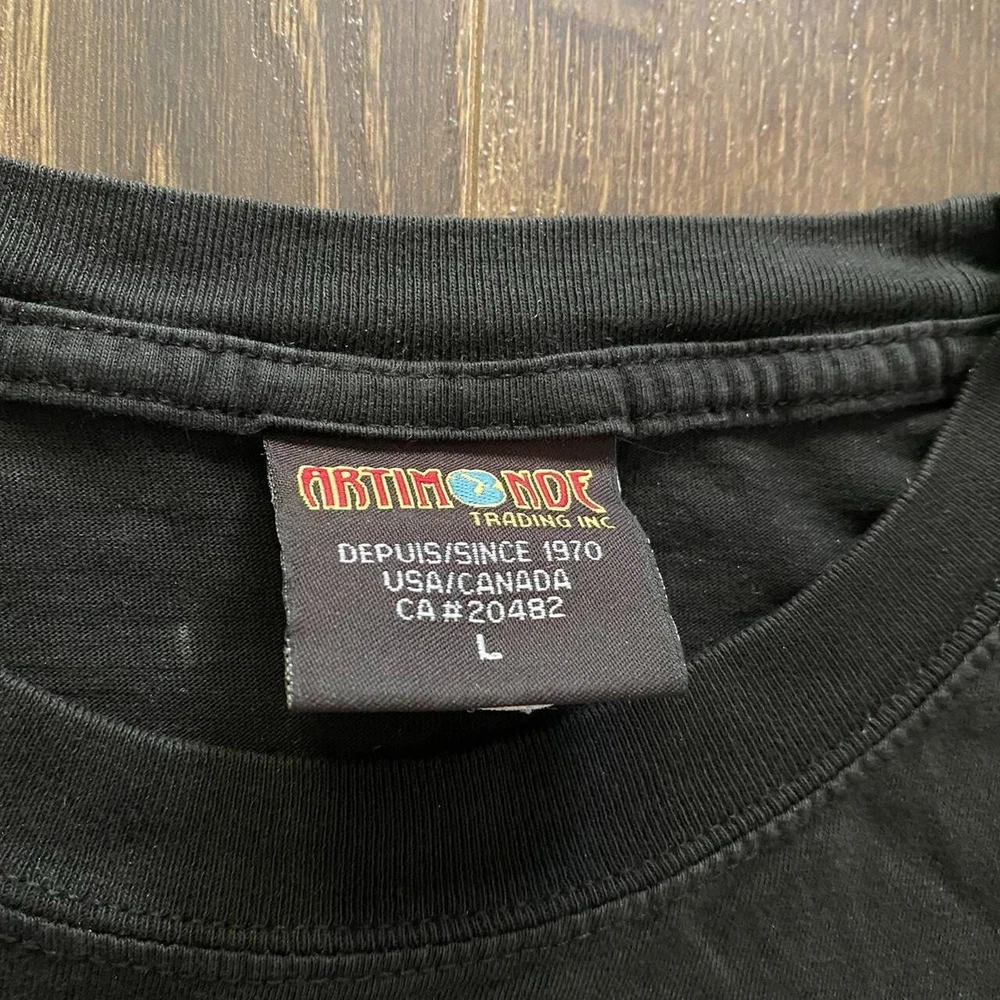 ARTIMONDE
TRADING INC
DEPUIS/SINCE 1970
USA/CANADA
CA#20482
L